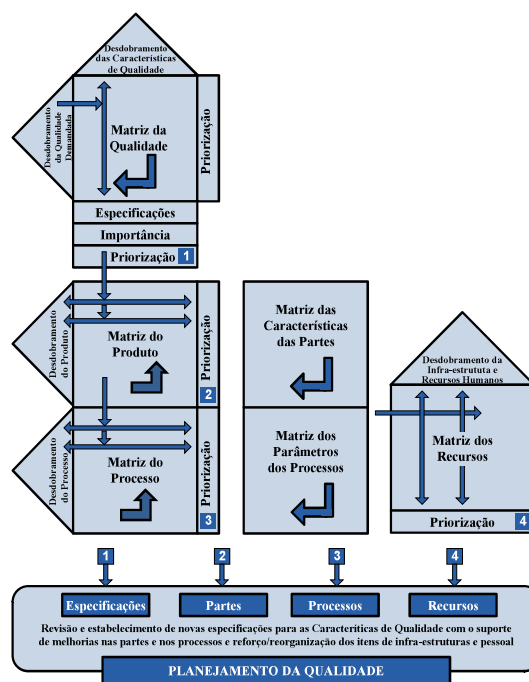 Desdobramento
das Características
de Qualidade
Desdobramento
da Qualidade
Demandada
Matriz da
Qualidade
Priorização
Especificações
Importância
Priorização 1
Desdobramento
do Produto
Matriz do
Produto
Priorização
2
Desdobramento
do Processo
Matriz do
Processo
Priorização
3
Matriz das
Característi cas
das Partes
Matriz dos
Parâmetros
dos Processos
Desdobramento da
Infra-estrututa e
Recursos Humanos
Matriz dos
Recursos
Priorização 4
1 2 3 4
Especificações Partes Processos Recursos
Revisão e estabelecimento de novas especificações para as Caracteríticas de Qualidade com o suporte
de melhorias nas partes e nos processos e reforço/reorganização dos itens de infra-estruturas e pessoal
PLANEJAMENTO DA QUALIDADE